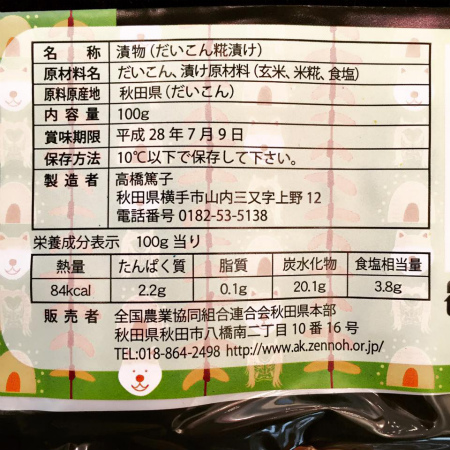 名称 漬物（だいこん糀漬け）
原材料名 だいこん、漬け原材料（玄米、米糀、食塩）
原料原産地 秋田県（だいこん）
内容量 100g
賞味期限 平成 28 年 7 月 9 日
保存方法 10℃以下で保存して下さい。
製造者 高橋篤子
秋田県横手市山内三又字上野 12
電話番号 0182-53-5138
栄養成分表示 100g 当り
熱量 たんぱく質 脂質 炭水化物 食塩相当量
84kcal 2.2g 0.1g 20.1g 3.8g
販売者 全国農業協同組合連合会秋田県本部
秋田県秋田市八橋南二丁目 10 番 16 号
TEL:018-864-2498 http://www.ak.zennoh.or.jp/